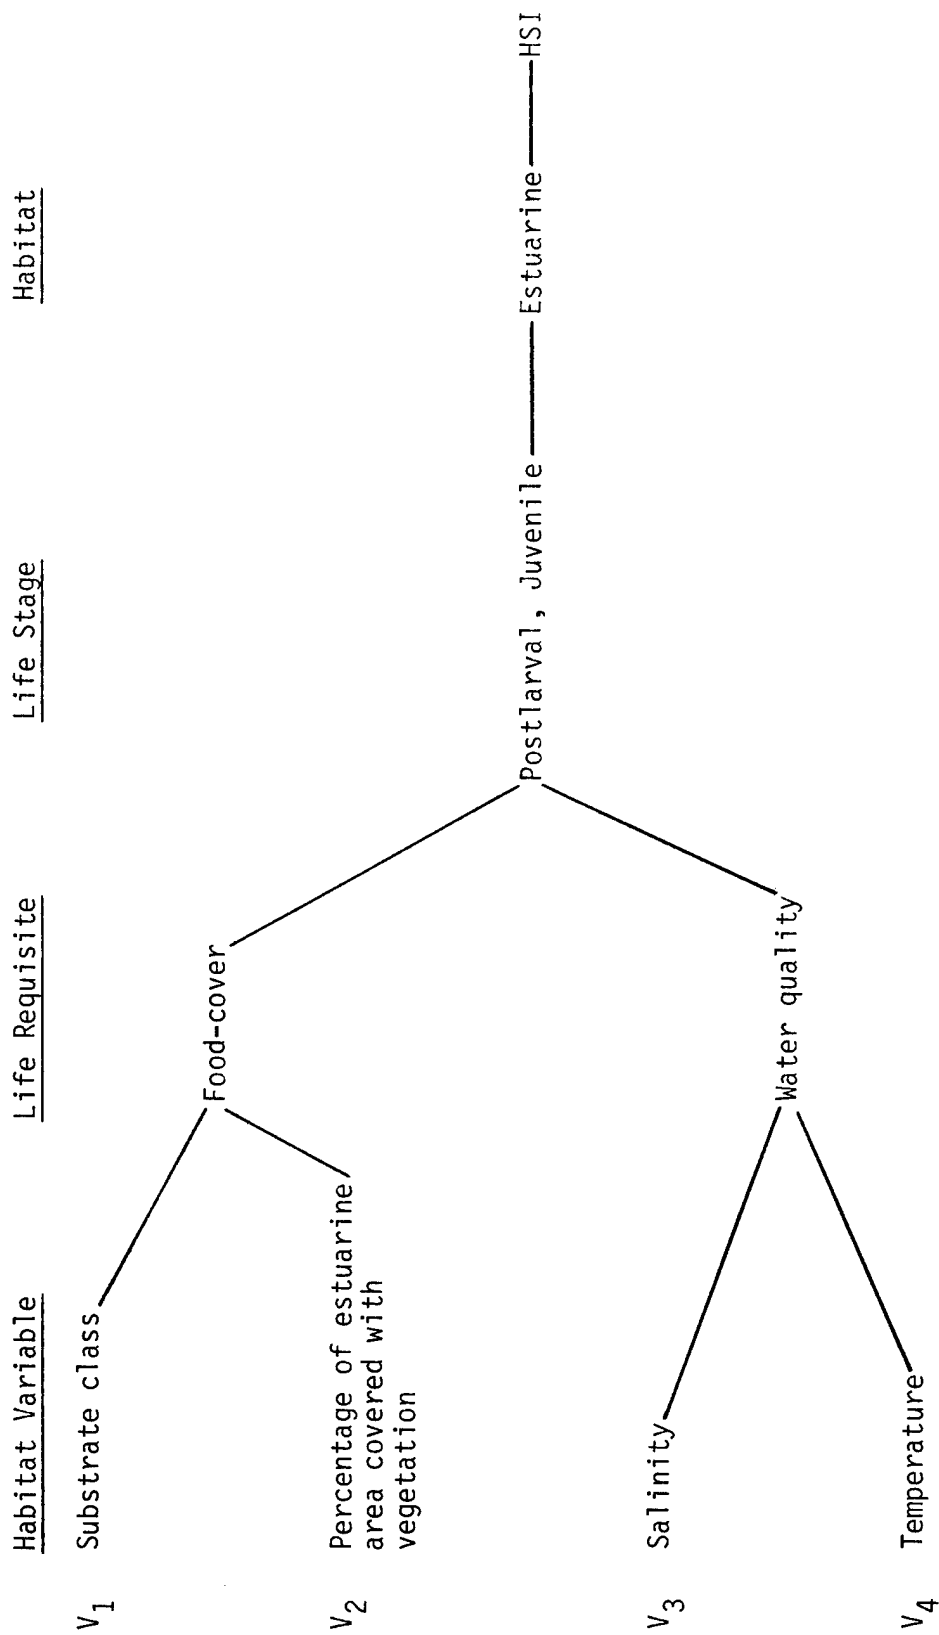 Habitat Variable Life Requisite Life Stage Habitat
V1 Substrate class
Food-cover
V2 Percentage of estuarine
area covered with
vegetation
Postlarval, Juvenile Estuarine HSI
V3 Salinity
Water quality
V4 Temperature